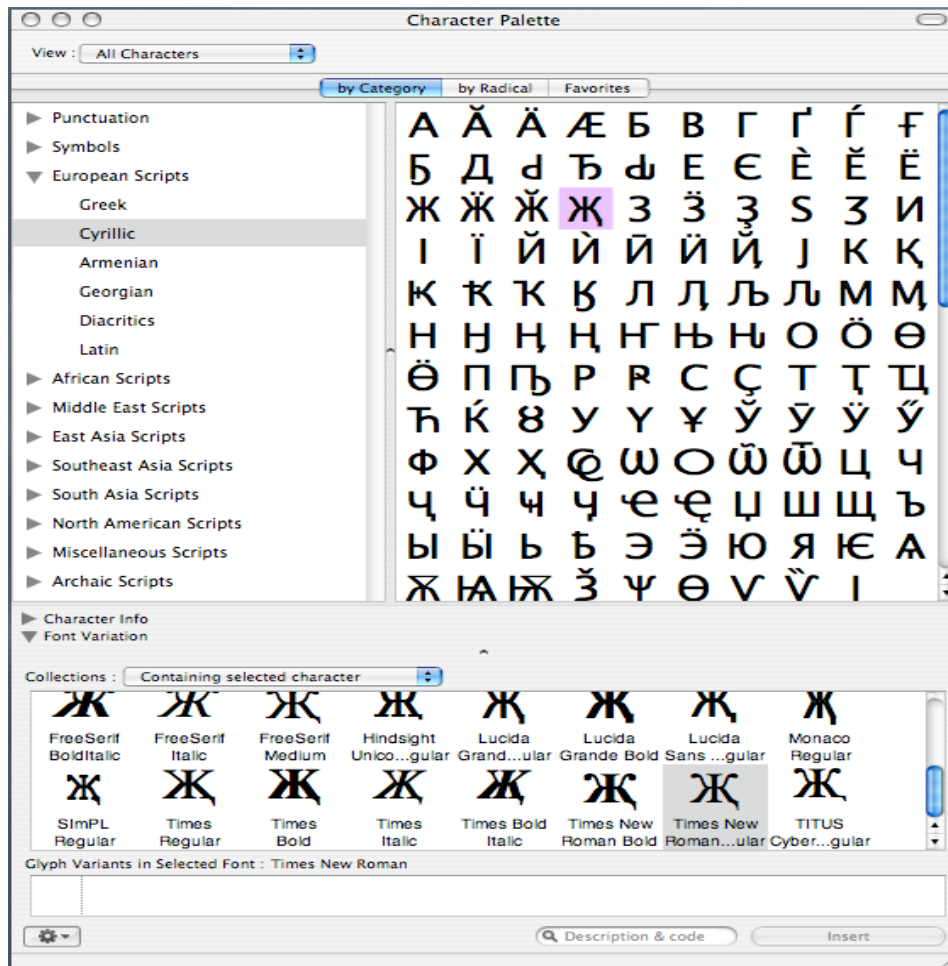 Character Palette
View : All Characters
by Category by Radical Favorites
Punctuation
Symbols
European Scripts
Greek
Cyrillic
Armenian
Georgian
Diacritics
Latin
African Scripts
Middle East Scripts
East Asia Scripts
Southeast Asia Scripts
South Asia Scripts
North American Scripts
Miscellaneous Scripts
Archaic Scripts
А Ӑ Ӓ Ӕ Б В Г Ґ Ѓ Ғ
Ҕ Д Ԁ Ђ Ԃ Е Є Ѐ Ӗ Ё
Ж Ӝ Ӂ Җ З Ӟ Ҙ Ѕ Ӡ И
І Ї Й Ѝ Ӣ Ӥ Ҋ Ј К Қ
Ҝ Ҟ Ҡ Ӄ Л Ӆ Љ Ԉ М Ӎ
Н Ӈ Ң Ӊ Ҥ Њ Ԋ О Ӧ Ө
Ӫ П Ҧ Р Ҏ С Ҫ Т Ҭ Ҵ
Ћ Ќ Ȣ У Ү Ұ Ў Ӯ Ӱ Ӳ
Ф Х Ҳ Ҩ Ѡ Ѻ Ѽ Ѿ Ц Ч
Ҷ Ӵ Ҹ Ӌ Ҽ Ҿ Џ Ш Щ Ъ
Ы Ӹ Ь Ѣ Э Ӭ Ю Я Ѥ Ѧ
Ѫ Ѩ Ѭ Ѯ Ѱ Ѳ Ѵ Ѷ Ӏ
Character Info
Font Variation
Collections : Containing selected character
Җ Җ Җ Җ Җ Җ Җ Җ
FreeSerif FreeSerif FreeSerif Hindsight Lucida Lucida Lucida Monaco
BoldItalic Italic Medium Unico...gular Grand...ular Grande Bold Sans ...gular Regular
Җ Җ Җ Җ Җ Җ Җ Җ
SImPL Times Times Times Times Bold Times New Times New TITUS
Regular Regular Bold Italic Italic Roman Bold Roman...ular Cyber...gular
Glyph Variants in Selected Font : Times New Roman
Description & code Insert